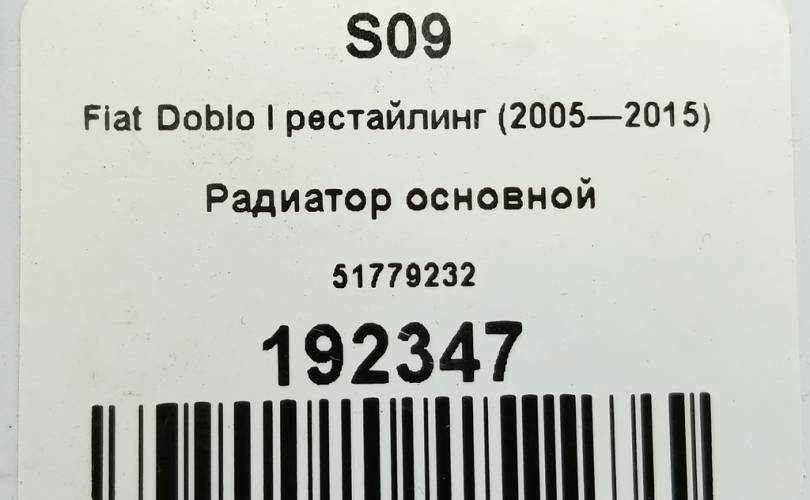 S09
Fiat Doblo I рестайлинг (2005—2015)
Радиатор основной
51779232
192347